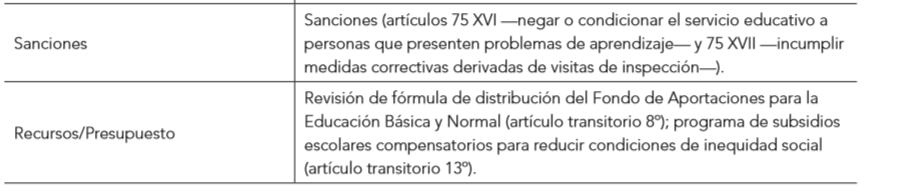 Sanciones
Sanciones (artículos 75 XVI —negar o condicionar el servicio educativo a
personas que presenten problemas de aprendizaje— y 75 XVII —incumplir
medidas correctivas derivadas de visitas de inspección—).
Recursos/Presupuesto
Revisión de fórmula de distribución del Fondo de Aportaciones para la
Educación Básica y Normal (artículo transitorio 8º); programa de subsidios
escolares compensatorios para reducir condiciones de inequidad social
(artículo transitorio 13º).